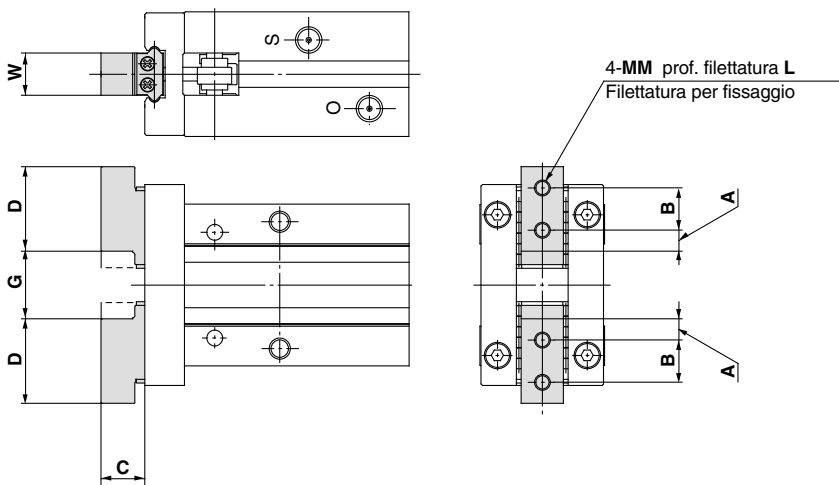 W
S
O
4-MM prof. filettatura L
Filettatura per fissaggio
D
G
D
C
B
A
B
A